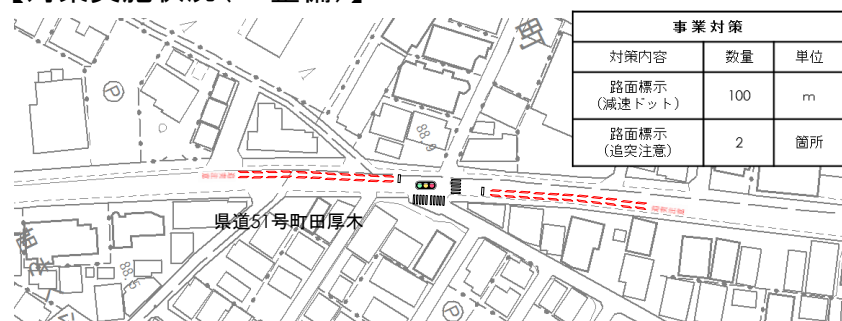 事業対策
対策内容 数量 単位
路面標示
(減速ドット) 100 m
路面標示
(追突注意) 2 箇所
P
88.
県道51号町田厚木
88.
P